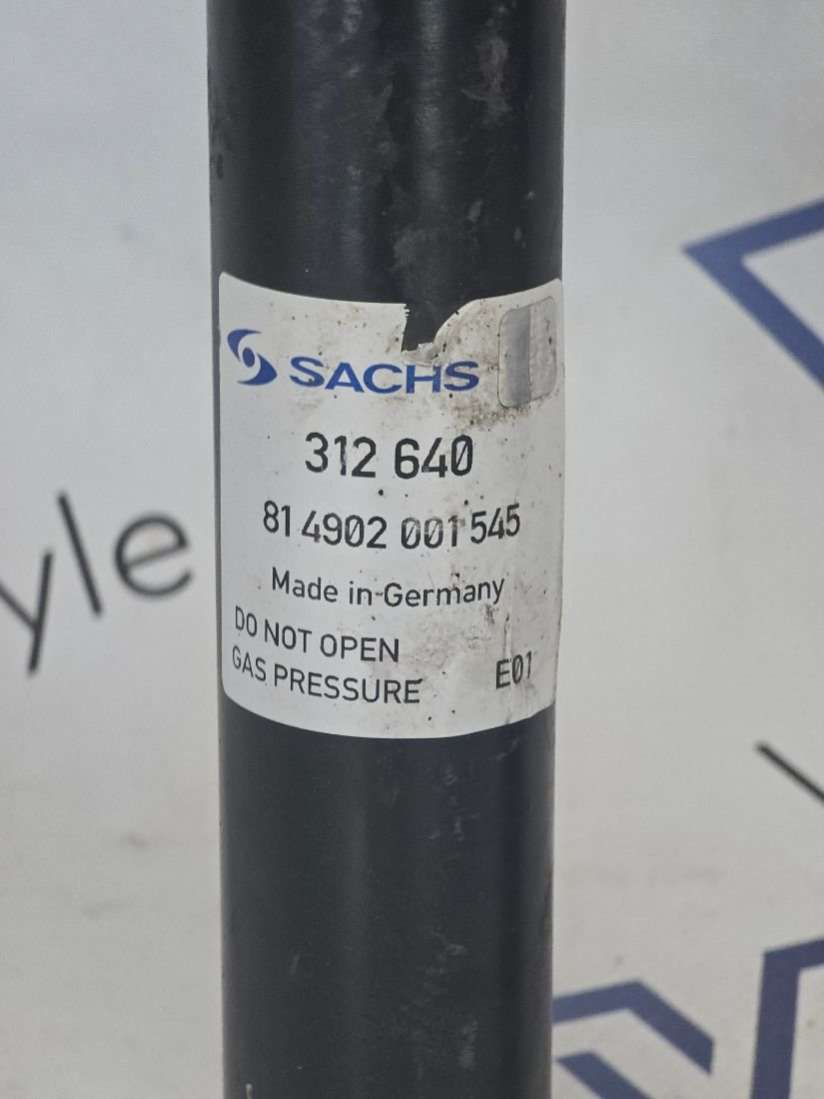 SACHS
312 640
81 4902 001 545
Made in Germany
DO NOT OPEN
GAS PRESSURE E01
yle